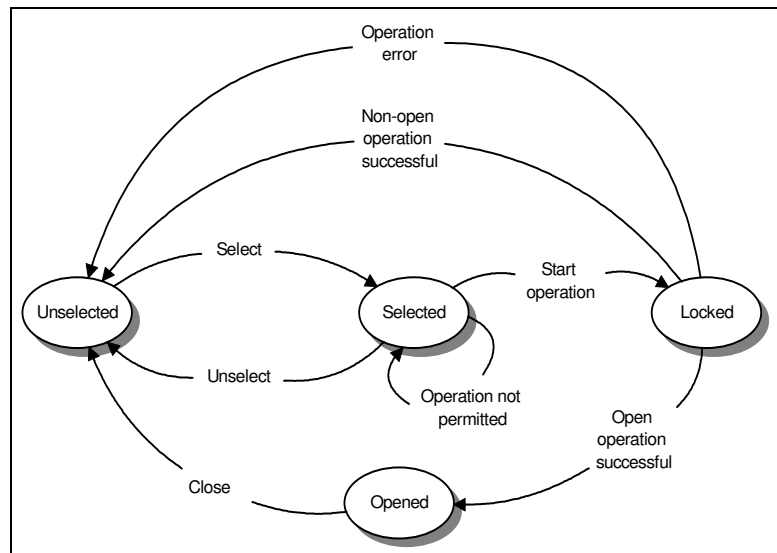 Operation
error
Non-open
operation
successful
Select
Start
operation
Unselected
Selected
Locked
Unselect
Operation not
permitted
Open
operation
successful
Close
Opened